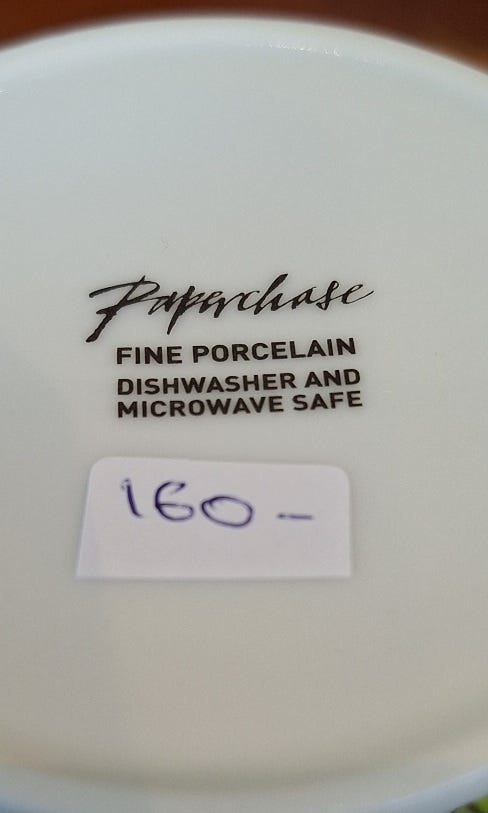 Paperchase
FINE PORCELAIN
DISHWASHER AND
MICROWAVE SAFE
160 -